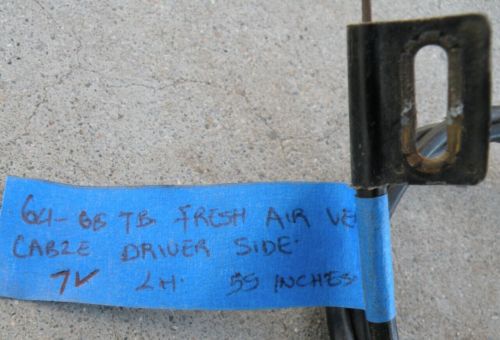 64-66 TB. FRESH AIR VE
CABLE DRIVER SIDE.
7V LH. 55 INCHES